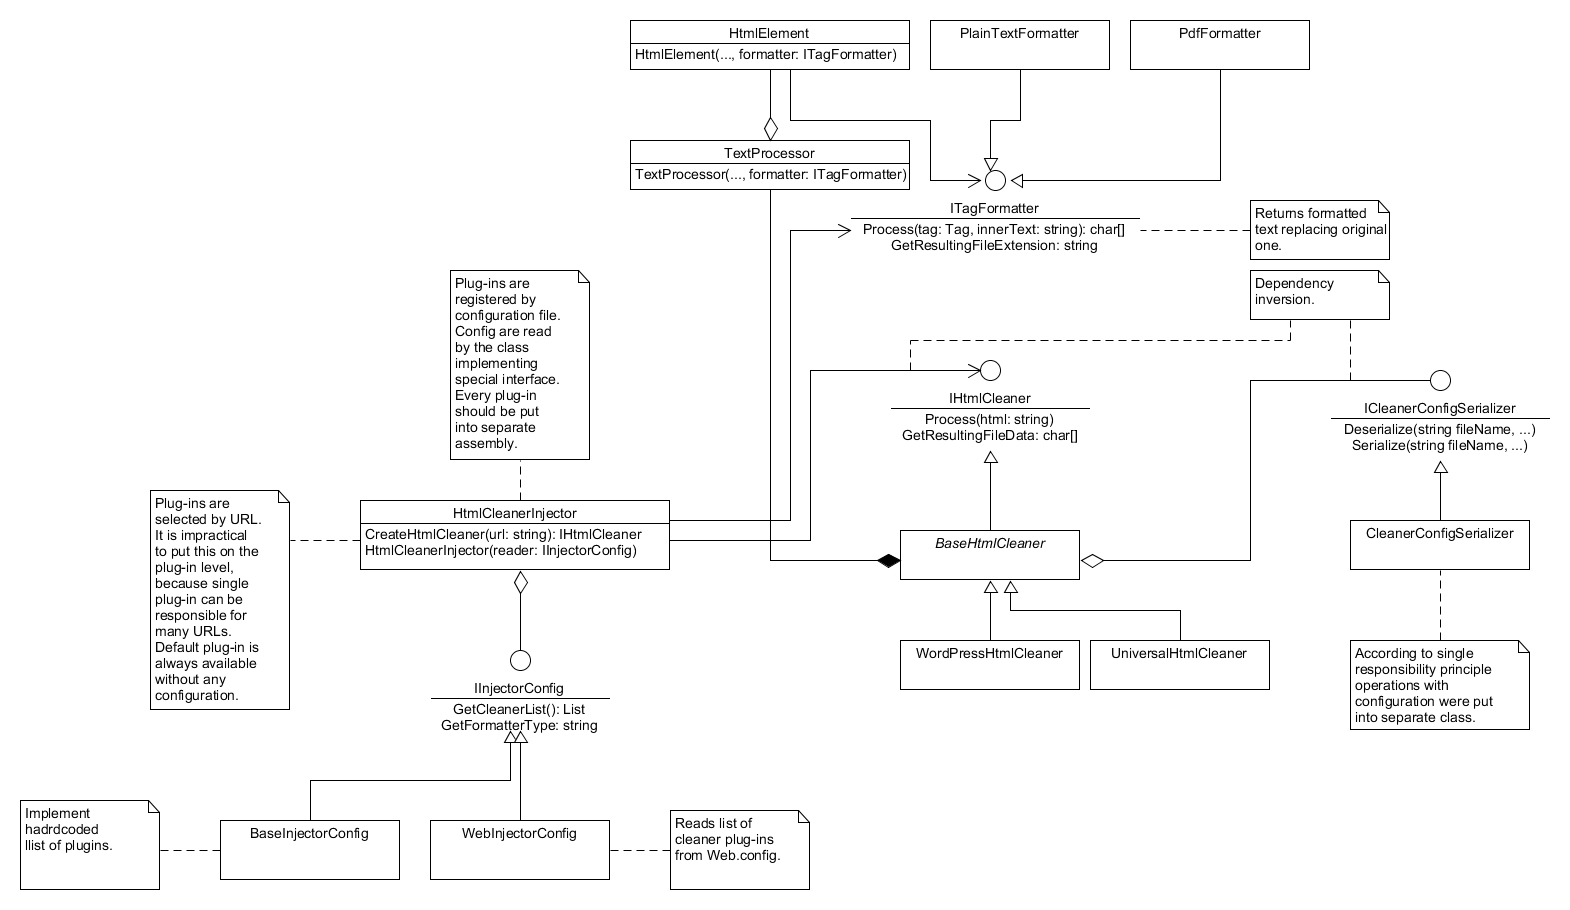 HtmlElement
HtmlElement(..., formatter: ITagFormatter)
PlainTextFormatter
PdfFormatter
TextProcessor
TextProcessor(..., formatter: ITagFormatter)
ITagFormatter
Process(tag: Tag, innerText: string): char[]
GetResultingFileExtension: string
Returns formatted
text replacing original
one.
Plug-ins are
registered by
configuration file.
Config are read
by the class
implementing
special interface.
Every plug-in
should be put
into separate
assembly.
Dependency
inversion.
IHtmlCleaner
Process(html: string)
GetResultingFileData: char[]
ICleanerConfigSerializer
Deserialize(string fileName, ...)
Serialize(string fileName, ...)
Plug-ins are
selected by URL.
It is impractical
to put this on the
plug-in level,
because single
plug-in can be
responsible for
many URLs.
Default plug-in is
always available
without any
configuration.
HtmlCleanerInjector
CreateHtmlCleaner(url: string): IHtmlCleaner
HtmlCleanerInjector(reader: IInjectorConfig)
BaseHtmlCleaner
CleanerConfigSerializer
WordPressHtmlCleaner
UniversalHtmlCleaner
According to single
responsibility principle
operations with
configuration were put
into separate class.
IInjectorConfig
GetCleanerList(): List
GetFormatterType: string
Implement
hadrdcoded
llist of plugins.
BaseInjectorConfig
WebInjectorConfig
Reads list of
cleaner plug-ins
from Web.config.